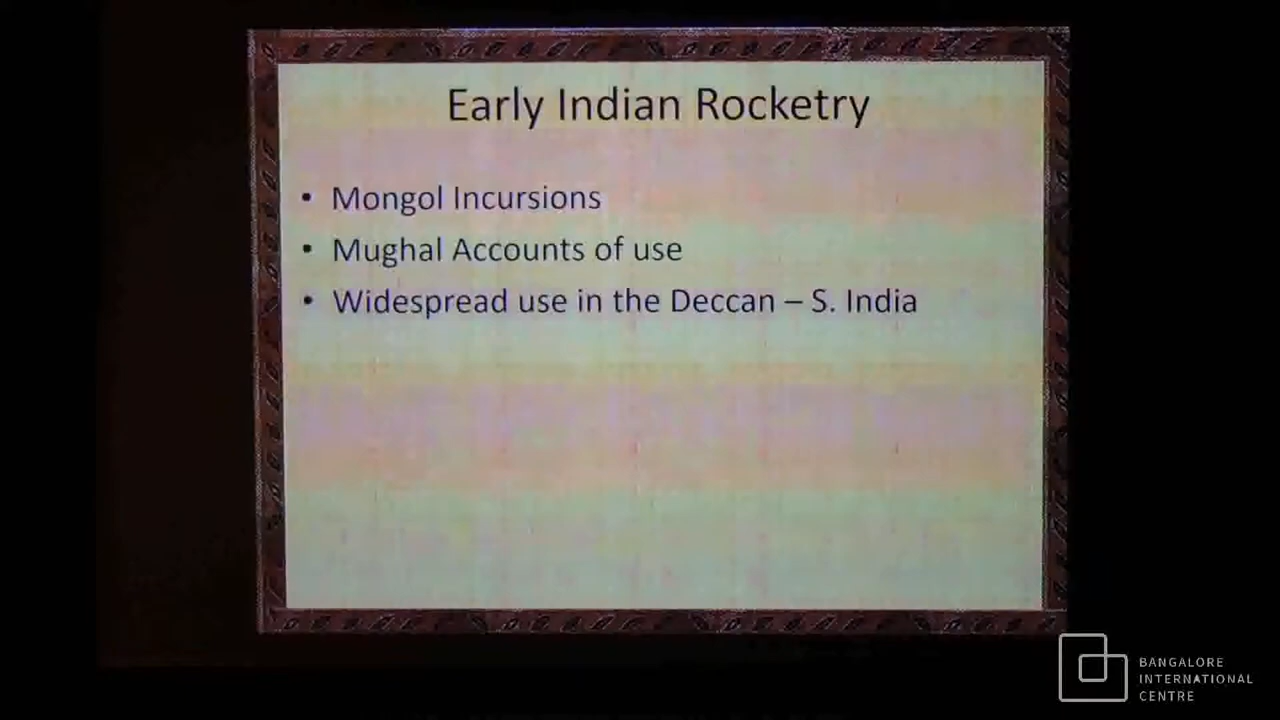 Early Indian Rocketry
• Mongol Incursions
• Mughal Accounts of use
• Widespread use in the Deccan – S. India
BANGALORE
INTERNATIONAL
CENTRE